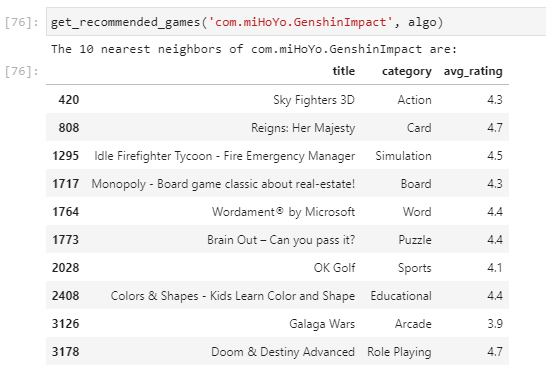 [76]: get_recommended_games('com.miHoYo.GenshinImpact', algo)
The 10 nearest neighbors of com.miHoYo.GenshinImpact are:
[76]: title category avg_rating
420 Sky Fighters 3D Action 4.3
808 Reigns: Her Majesty Card 4.7
1295 Idle Firefighter Tycoon - Fire Emergency Manager Simulation 4.5
1717 Monopoly - Board game classic about real-estate! Board 4.3
1764 Wordament® by Microsoft Word 4.4
1773 Brain Out – Can you pass it? Puzzle 4.4
2028 OK Golf Sports 4.1
2408 Colors & Shapes - Kids Learn Color and Shape Educational 4.4
3126 Galaga Wars Arcade 3.9
3178 Doom & Destiny Advanced Role Playing 4.7